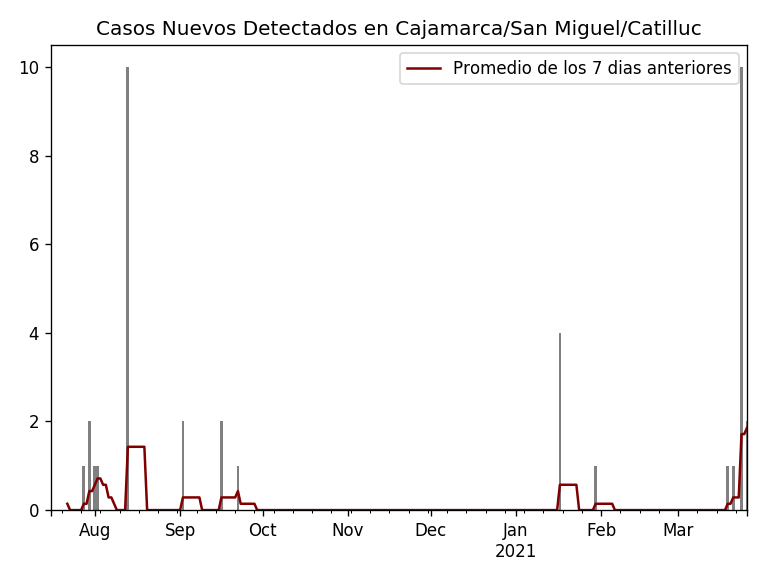 Casos Nuevos Detectados en Cajamarca/San Miguel/Catilluc
Promedio de los 7 dias anteriores
10
8
6
4
2
0
Aug Sep Oct Nov Dec Jan Feb Mar
2021